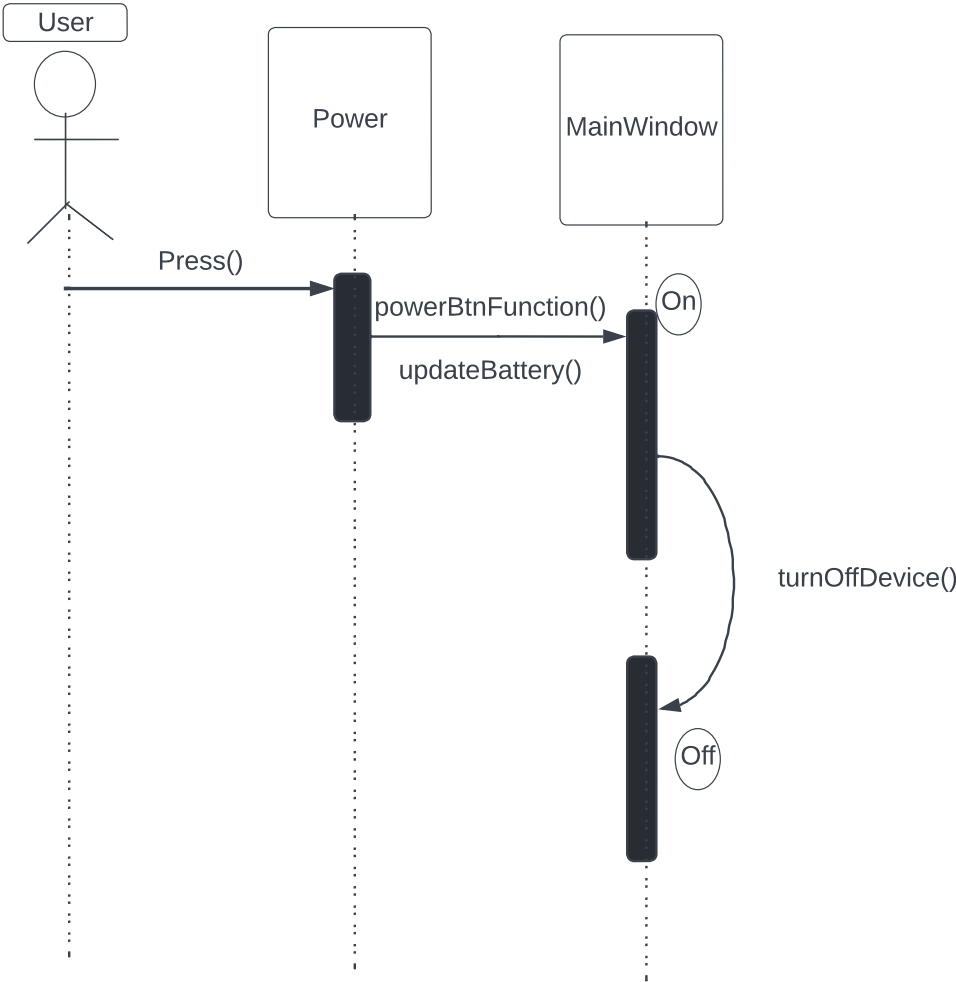 User
Power
MainWindow
Press()
powerBtnFunction()
On
updateBattery()
turnOffDevice()
Off